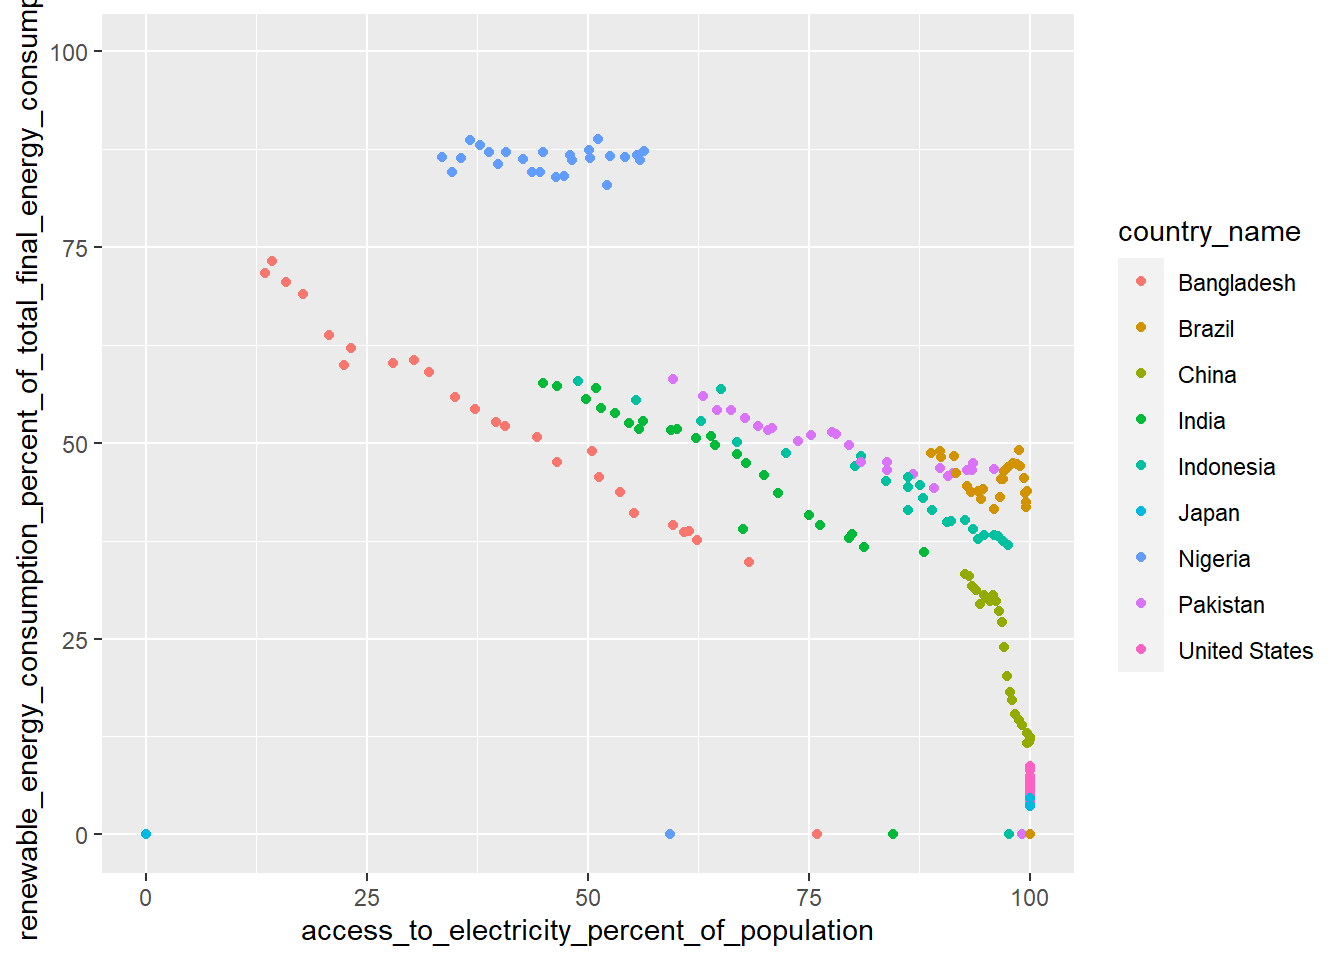 renewable_energy_consumption_percent_of_total_final_energy_consump
100
75
50
25
0
0 25 50 75 100
access_to_electricity_percent_of_population
country_name
Bangladesh
Brazil
China
India
Indonesia
Japan
Nigeria
Pakistan
United States